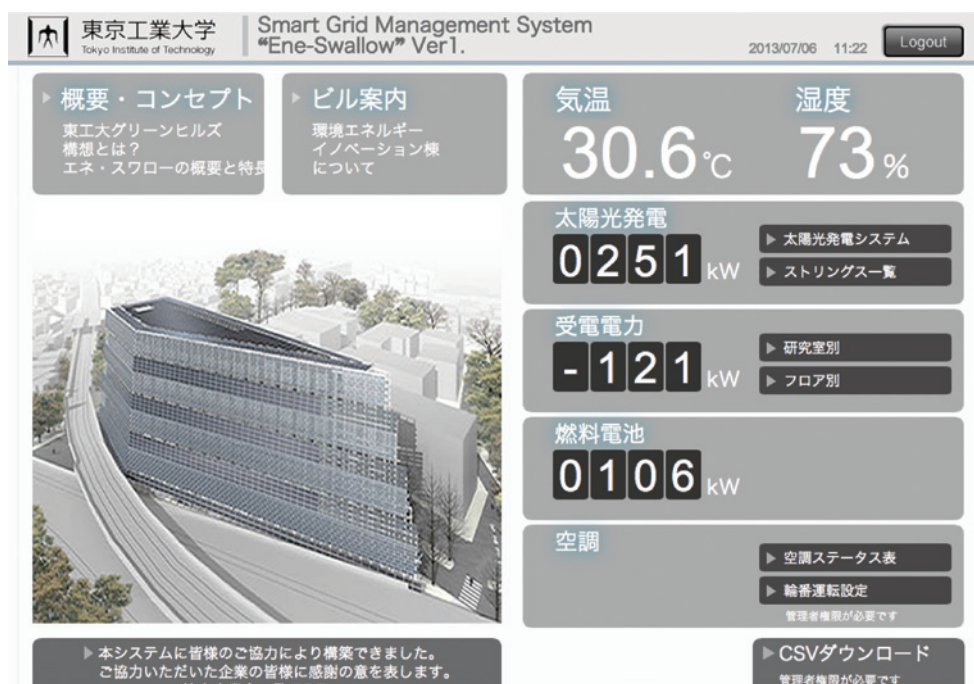 東京工業大学
Tokyo Institute of Technology
Smart Grid Management System
"Ene-Swallow" Ver1.
2013/07/06 11:22
Logout
概要・コンセプト
東工大グリーンヒルズ
構想とは？
エネ・スワローの概要と特長
ビル案内
環境エネルギー
イノベーション棟
について
気温
30.6℃
湿度
73%
太陽光発電
0251 kW
太陽光発電システム
ストリングス一覧
受電電力
-121 kW
研究室別
フロア別
燃料電池
0106 kW
空調
空調ステータス表
輪番運転設定
管理者権限が必要です
本システムに皆様のご協力により構築できました。
ご協力いただいた企業の皆様に感謝の意を表します。
CSVダウンロード
管理者権限が必要です